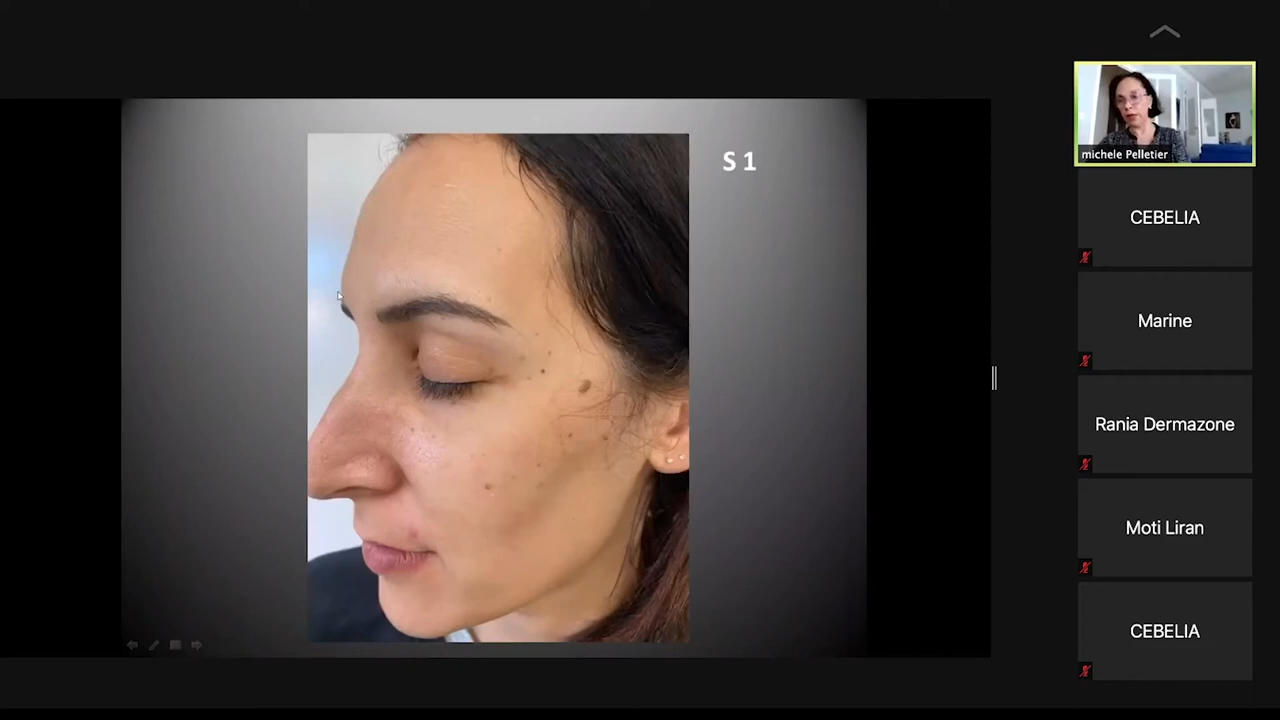 S 1
michele Pelletier
CEBELIA
Marine
Rania Dermazone
Moti Liran
CEBELIA